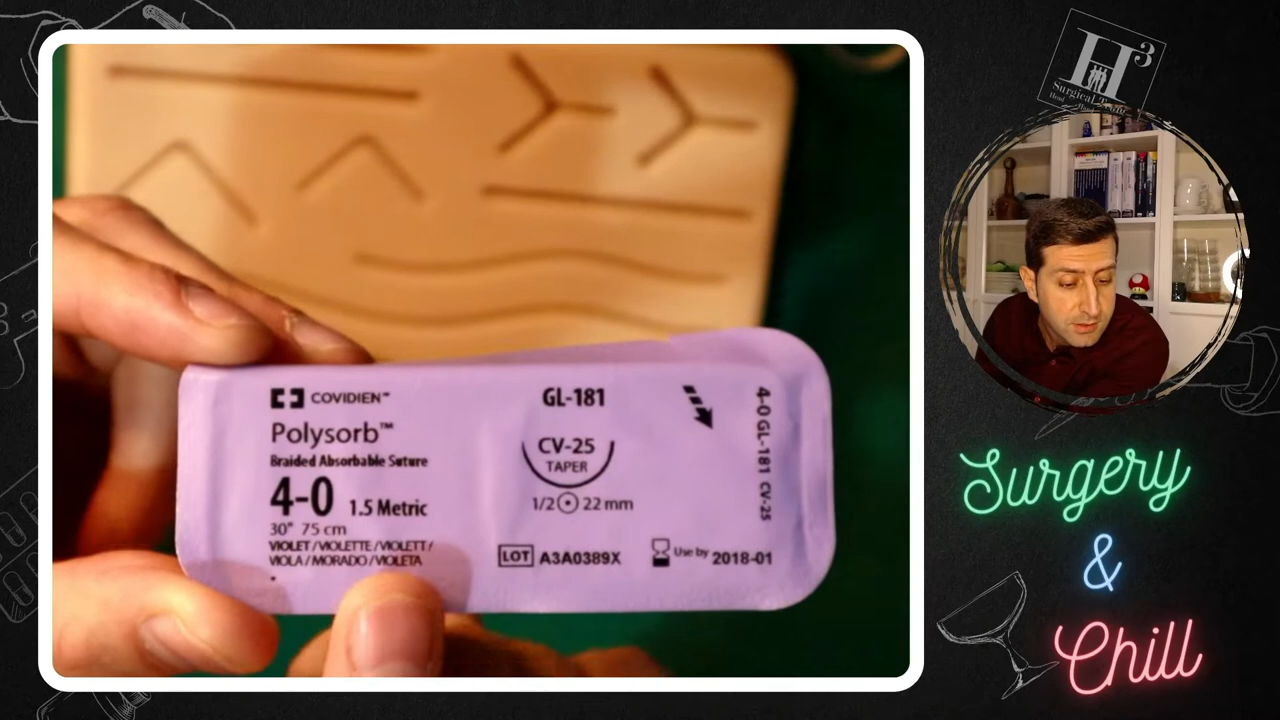 COVIDIEN™
Polysorb™
Braided Absorbable Suture
4-0 1.5 Metric
30" 75 cm
VIOLET/VIOLETTE/VIOLETT/
VIOLA/MORADO/VIOLETA
GL-181
CV-25
TAPER
1/2 22 mm
LOT A3A0389X
Use by 2018-01
4-0 GL-181 CV-25
H³
Surgical
Surgery
&
Chill